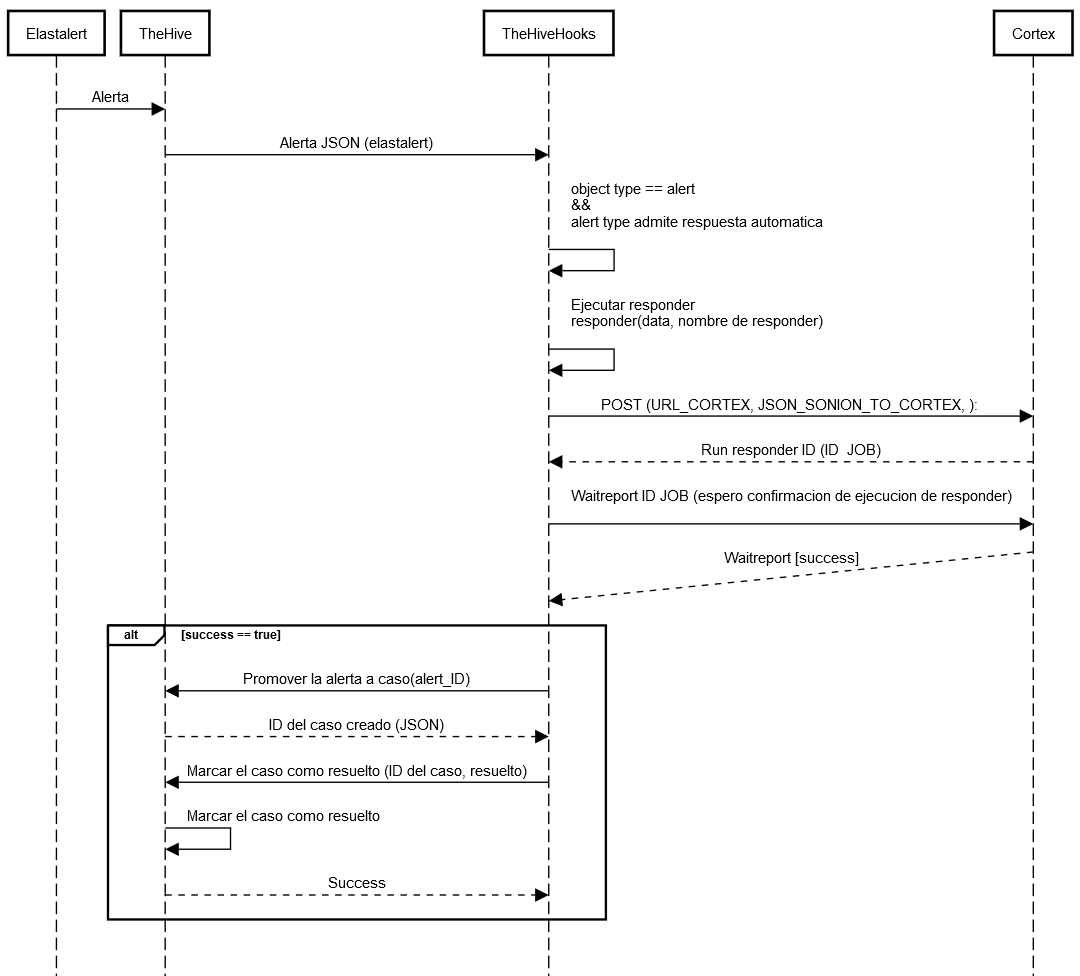 Elastalert
TheHive
TheHiveHooks
Cortex
Alerta
Alerta JSON (elastalert)
object type == alert
&&
alert type admite respuesta automatica
Ejecutar responder
responder(data, nombre de responder)
POST (URL_CORTEX, JSON_SONION_TO_CORTEX, ):
Run responder ID (ID  JOB)
Waitreport ID JOB (espero confirmacion de ejecucion de responder)
Waitreport [success]
alt
[success == true]
Promover la alerta a caso(alert_ID)
ID del caso creado (JSON)
Marcar el caso como resuelto (ID del caso, resuelto)
Marcar el caso como resuelto
Success